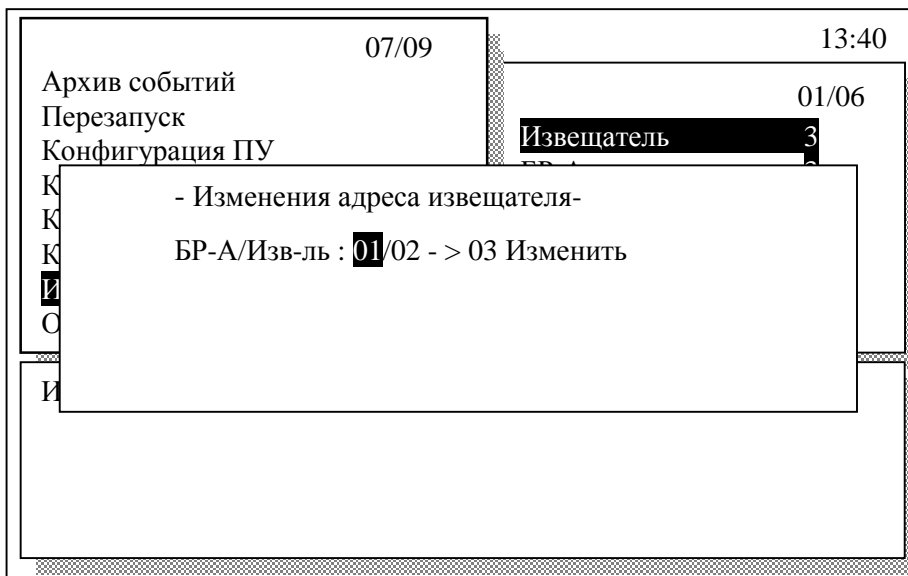 13:40
07/09
Архив событий
Перезапуск
Конфигурация ПУ
К
К
К
И
О
01/06
Извещатель 3
- Изменения адреса извещателя-
БР-А/Изв-ль : 01/02 - > 03 Изменить
И